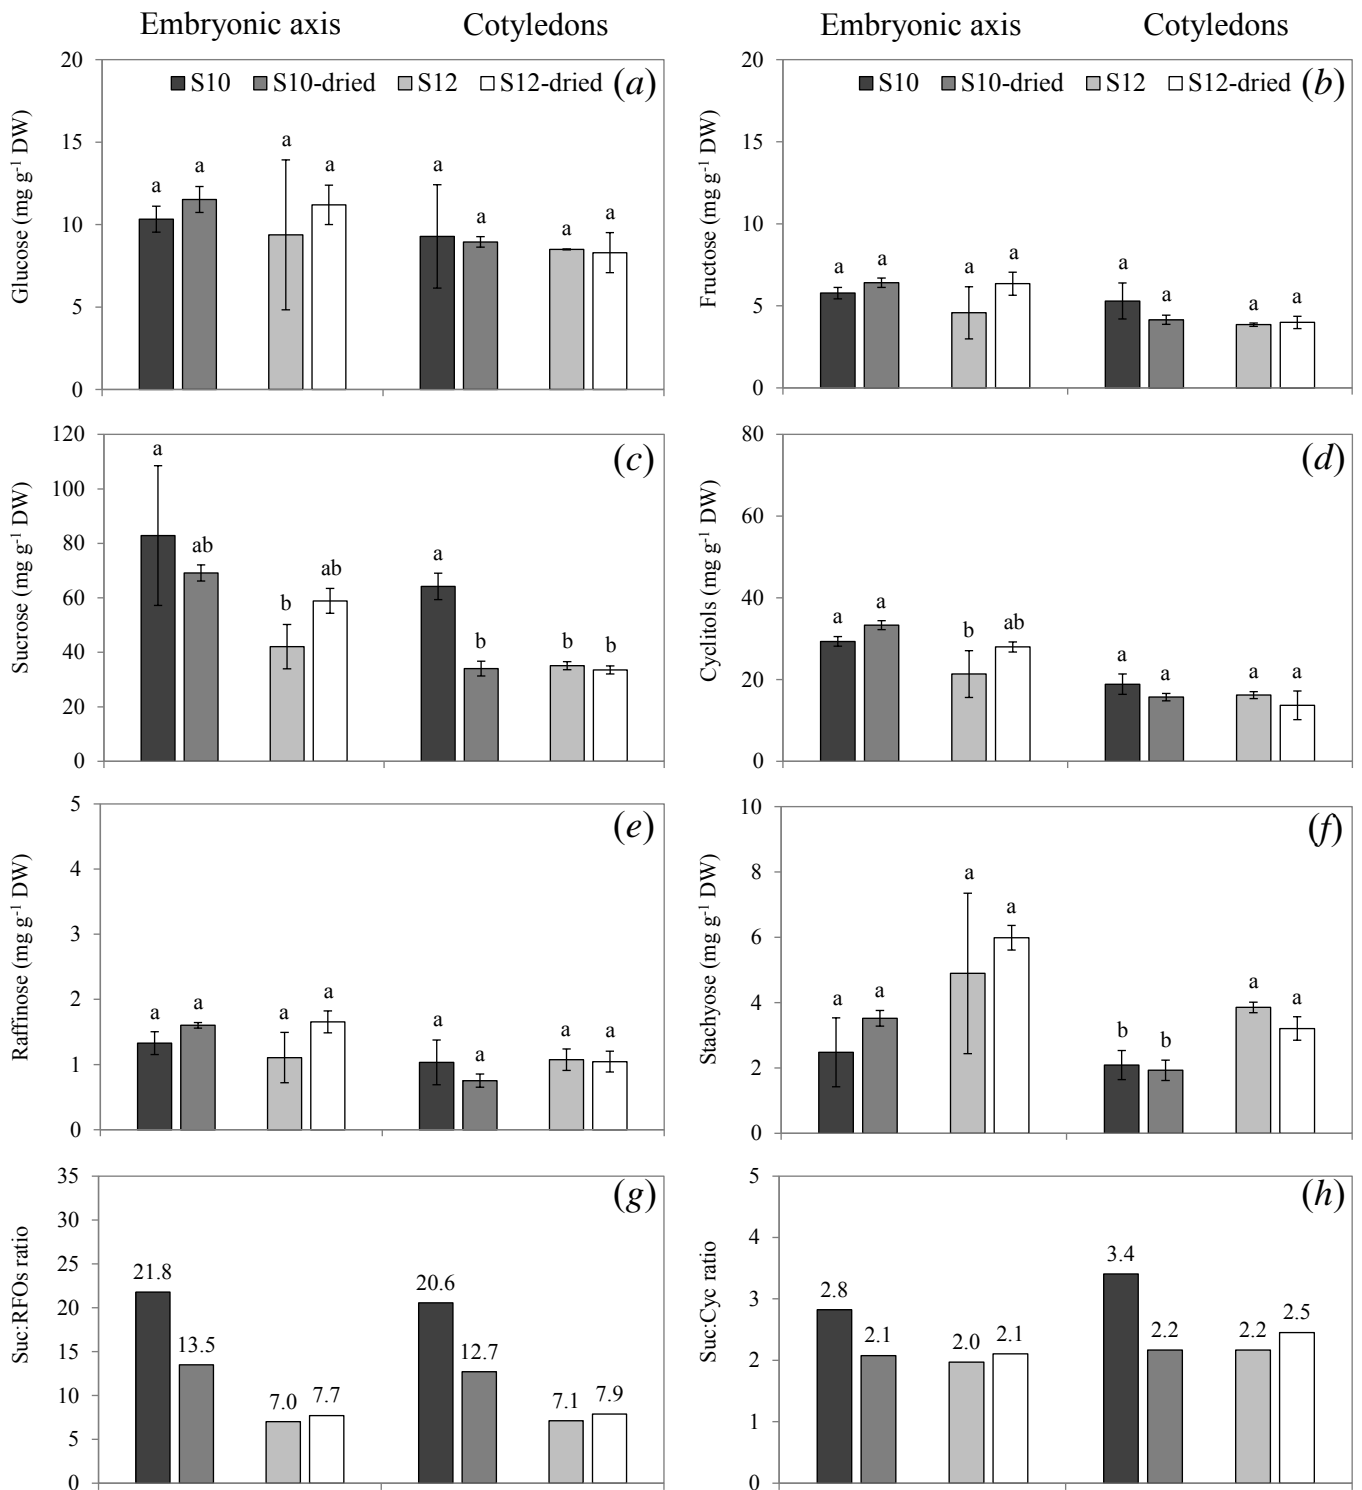 Embryonic axis Cotyledons
Embryonic axis Cotyledons
S10 S10-dried S12 S12-dried (a)
Glucose (mg g⁻¹ DW)
20
15
10
5
0
a a a a a a a a
S10 S10-dried S12 S12-dried (b)
Fructose (mg g⁻¹ DW)
20
15
10
5
0
a a a a a a a a
(c)
Sucrose (mg g⁻¹ DW)
120
100
80
60
40
20
0
a ab b ab a b b b
(d)
Cyclitols (mg g⁻¹ DW)
80
60
40
20
0
a a b ab a a a a
(e)
Raffinose (mg g⁻¹ DW)
5
4
3
2
1
0
a a a a a a a a
(f)
Stachyose (mg g⁻¹ DW)
10
8
6
4
2
0
a a a a b b a a
(g)
Suc:RFOs ratio
35
30
25
20
15
10
5
0
21.8 13.5 7.0 7.7 20.6 12.7 7.1 7.9
(h)
Suc:Cyc ratio
5
4
3
2
1
0
2.8 2.1 2.0 2.1 3.4 2.2 2.2 2.5